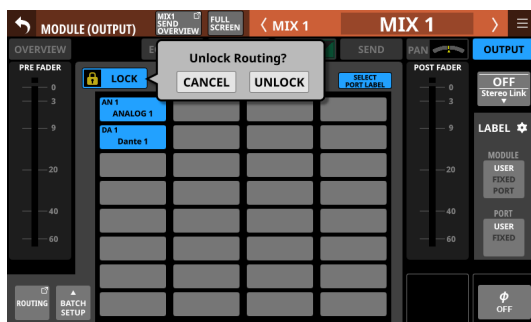 MODULE (OUTPUT)
MIX1
SEND
OVERVIEW
FULL
SCREEN
MIX 1
MIX 1
OVERVIEW
E
SEND
PAN
OUTPUT
Unlock Routing?
CANCEL
UNLOCK
PRE FADER
LOCK
SELECT
PORT LABEL
POST FADER
OFF
Stereo Link
0
3
9
20
40
60
AN 1
ANALOG 1
DA 1
Dante 1
0
3
9
20
40
60
LABEL
MODULE
USER
FIXED
PORT
PORT
USER
FIXED
ROUTING
BATCH
SETUP
φ
OFF